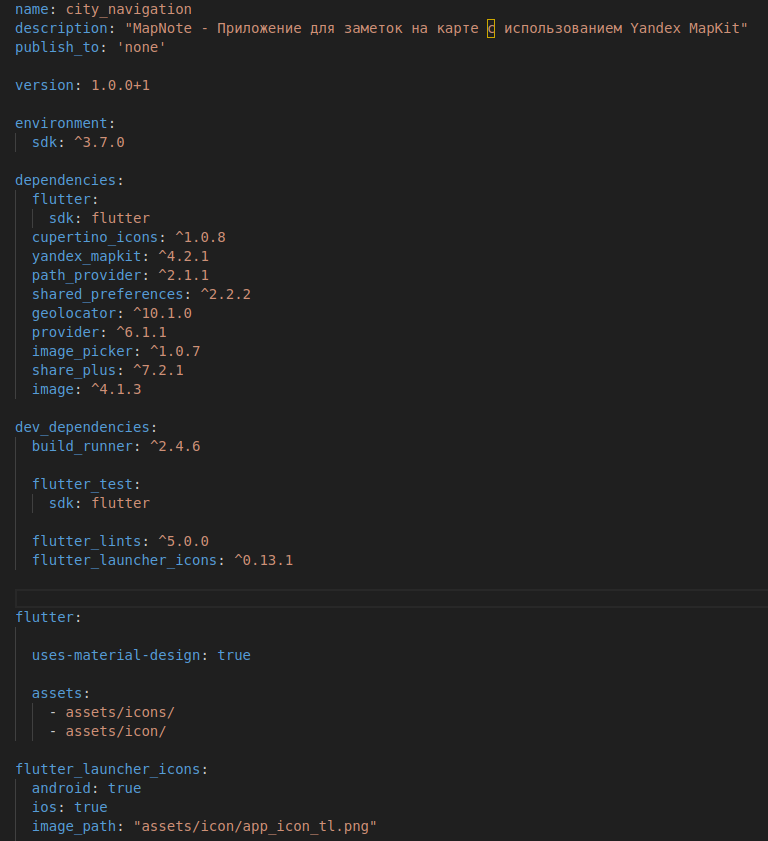 name: city_navigation
description: "MapNote - Приложение для заметок на карте с использованием Yandex MapKit"
publish_to: 'none'
version: 1.0.0+1
environment:
  sdk: ^3.7.0
dependencies:
  flutter:
    sdk: flutter
  cupertino_icons: ^1.0.8
  yandex_mapkit: ^4.2.1
  path_provider: ^2.1.1
  shared_preferences: ^2.2.2
  geolocator: ^10.1.0
  provider: ^6.1.1
  image_picker: ^1.0.7
  share_plus: ^7.2.1
  image: ^4.1.3
dev_dependencies:
  build_runner: ^2.4.6
  flutter_test:
    sdk: flutter
  flutter_lints: ^5.0.0
  flutter_launcher_icons: ^0.13.1
flutter:
  uses-material-design: true
  assets:
    - assets/icons/
    - assets/icon/
flutter_launcher_icons:
  android: true
  ios: true
  image_path: "assets/icon/app_icon_tl.png"